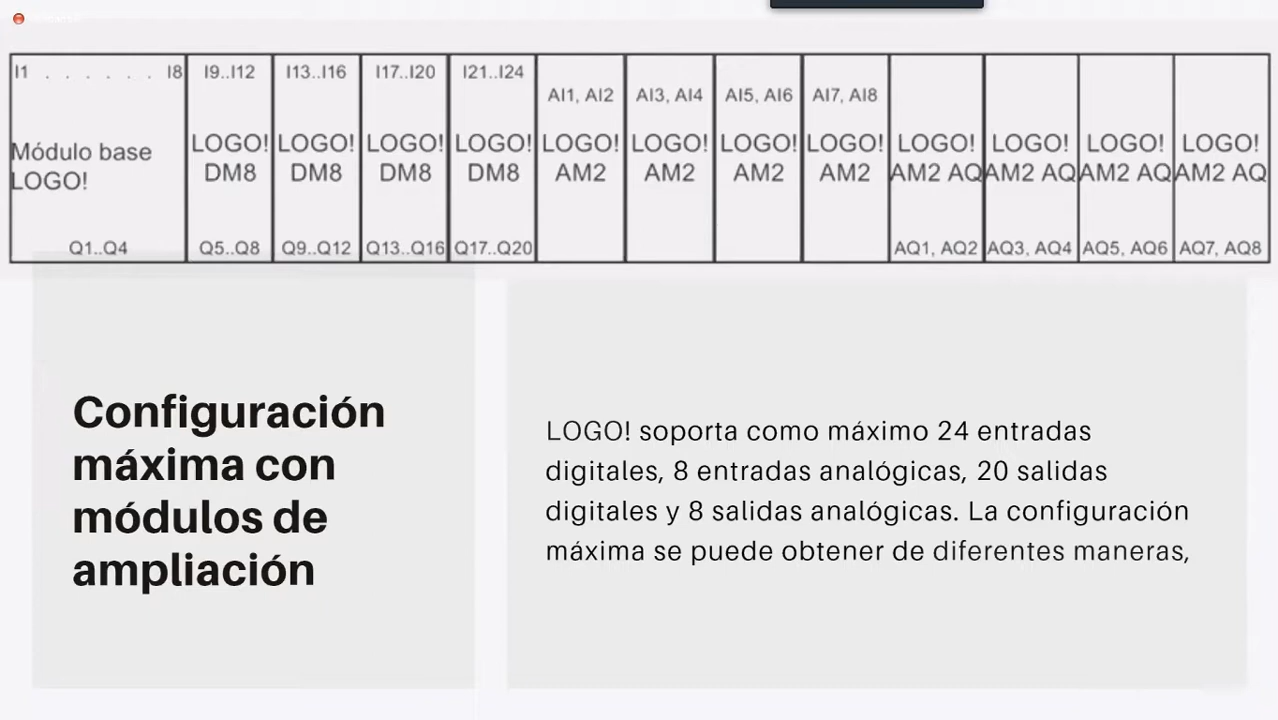 I1 . . . . . . I8 I9..I12 I13..I16 I17..I20 I21..I24
AI1, AI2 AI3, AI4 AI5, AI6 AI7, AI8
Módulo base LOGO! LOGO! LOGO! LOGO! LOGO! LOGO! LOGO! LOGO! LOGO! LOGO! LOGO! LOGO!
LOGO! DM8 DM8 DM8 DM8 AM2 AM2 AM2 AM2 AM2 AQ AM2 AQ AM2 AQ AM2 AQ
Q1..Q4 Q5..Q8 Q9..Q12 Q13..Q16 Q17..Q20 AQ1, AQ2 AQ3, AQ4 AQ5, AQ6 AQ7, AQ8
Configuración
máxima con
módulos de
ampliación
LOGO! soporta como máximo 24 entradas
digitales, 8 entradas analógicas, 20 salidas
digitales y 8 salidas analógicas. La configuración
máxima se puede obtener de diferentes maneras,